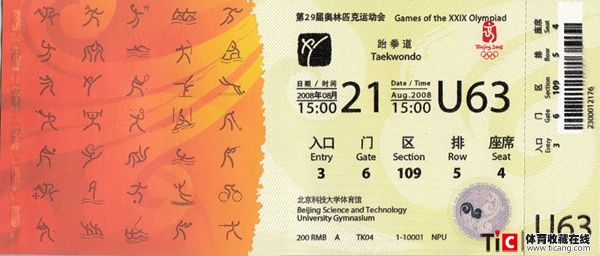 第29届奥林匹克运动会 Games of the XXIX Olympiad
跆拳道
Taekwondo
Beijing 2008
日期 / 时间
2008年08月
15:00
21
Date / Time
Aug.2008
15:00
U63
入口 门 区 排 座席
Entry Gate Section Row Seat
3 6 109 5 4
北京科技大学体育馆
Beijing Science and Technology
University Gymnasium
200 RMB A TK04 1-10001 NPU
座席 Seat 4
排 Row 5
区 Section 109
门 Gate 6
入口 Entry 3
2300012176
U63
TiC 体育收藏在线
www.ticang.com